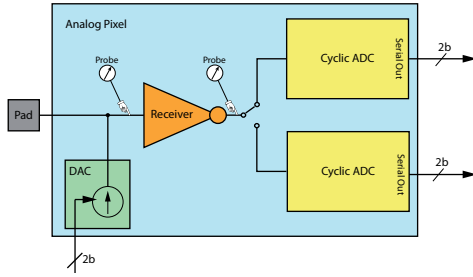 Analog Pixel
Probe
Probe
Pad
Receiver
Cyclic ADC
Serial Out
2b
Cyclic ADC
Serial Out
2b
DAC
2b